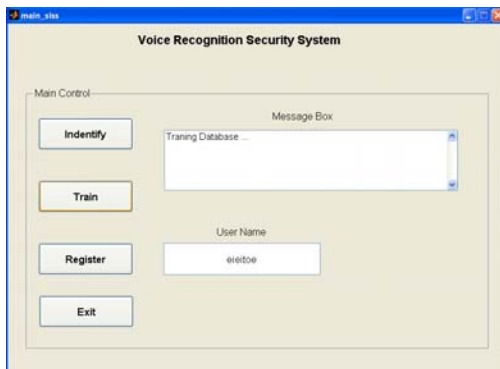 main_siss
Voice Recognition Security System
Main Control
Message Box
Indentify
Traning Database ...
Train
User Name
Register
eieitoe
Exit